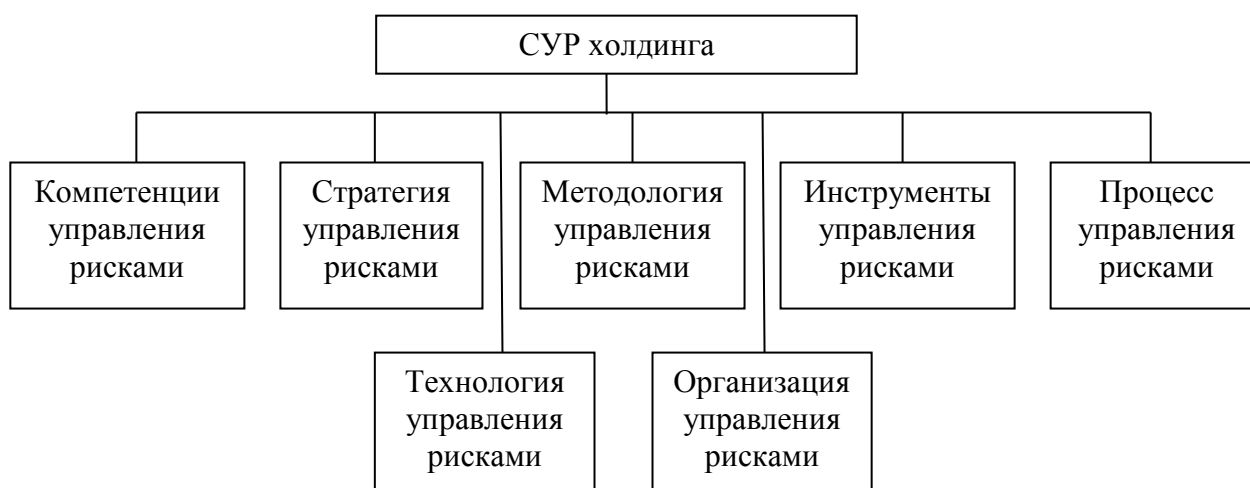 СУР холдинга
Компетенции
управления
рисками
Стратегия
управления
рисками
Методология
управления
рисками
Инструменты
управления
рисками
Процесс
управления
рисками
Технология
управления
рисками
Организация
управления
рисками